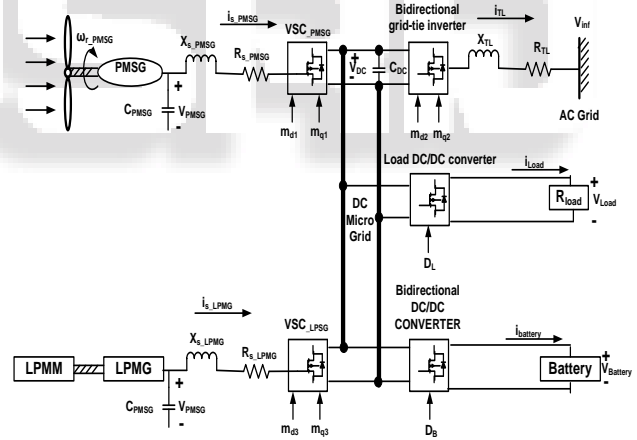 ω_r_PMSG
PMSG
C_PMSG
V_PMSG
+
-
X_s_PMSG
i_s_PMSG
R_s_PMSG
VSC_PMSG
m_d1 m_q1
V_DC
+
-
C_DC
Bidirectional
grid-tie inverter
m_d2 m_q2
i_TL
X_TL
R_TL
V_inf
AC Grid
Load DC/DC converter
D_L
i_Load
R_load
+
V_Load
-
DC
Micro
Grid
LPMM
LPMG
C_PMSG
+
V_PMSG
-
X_s_LPMG
i_s_LPMG
R_s_LPMG
VSC_LPSG
m_d3 m_q3
Bidirectional
DC/DC
CONVERTER
D_B
i_battery
Battery
+
V_Battery
-